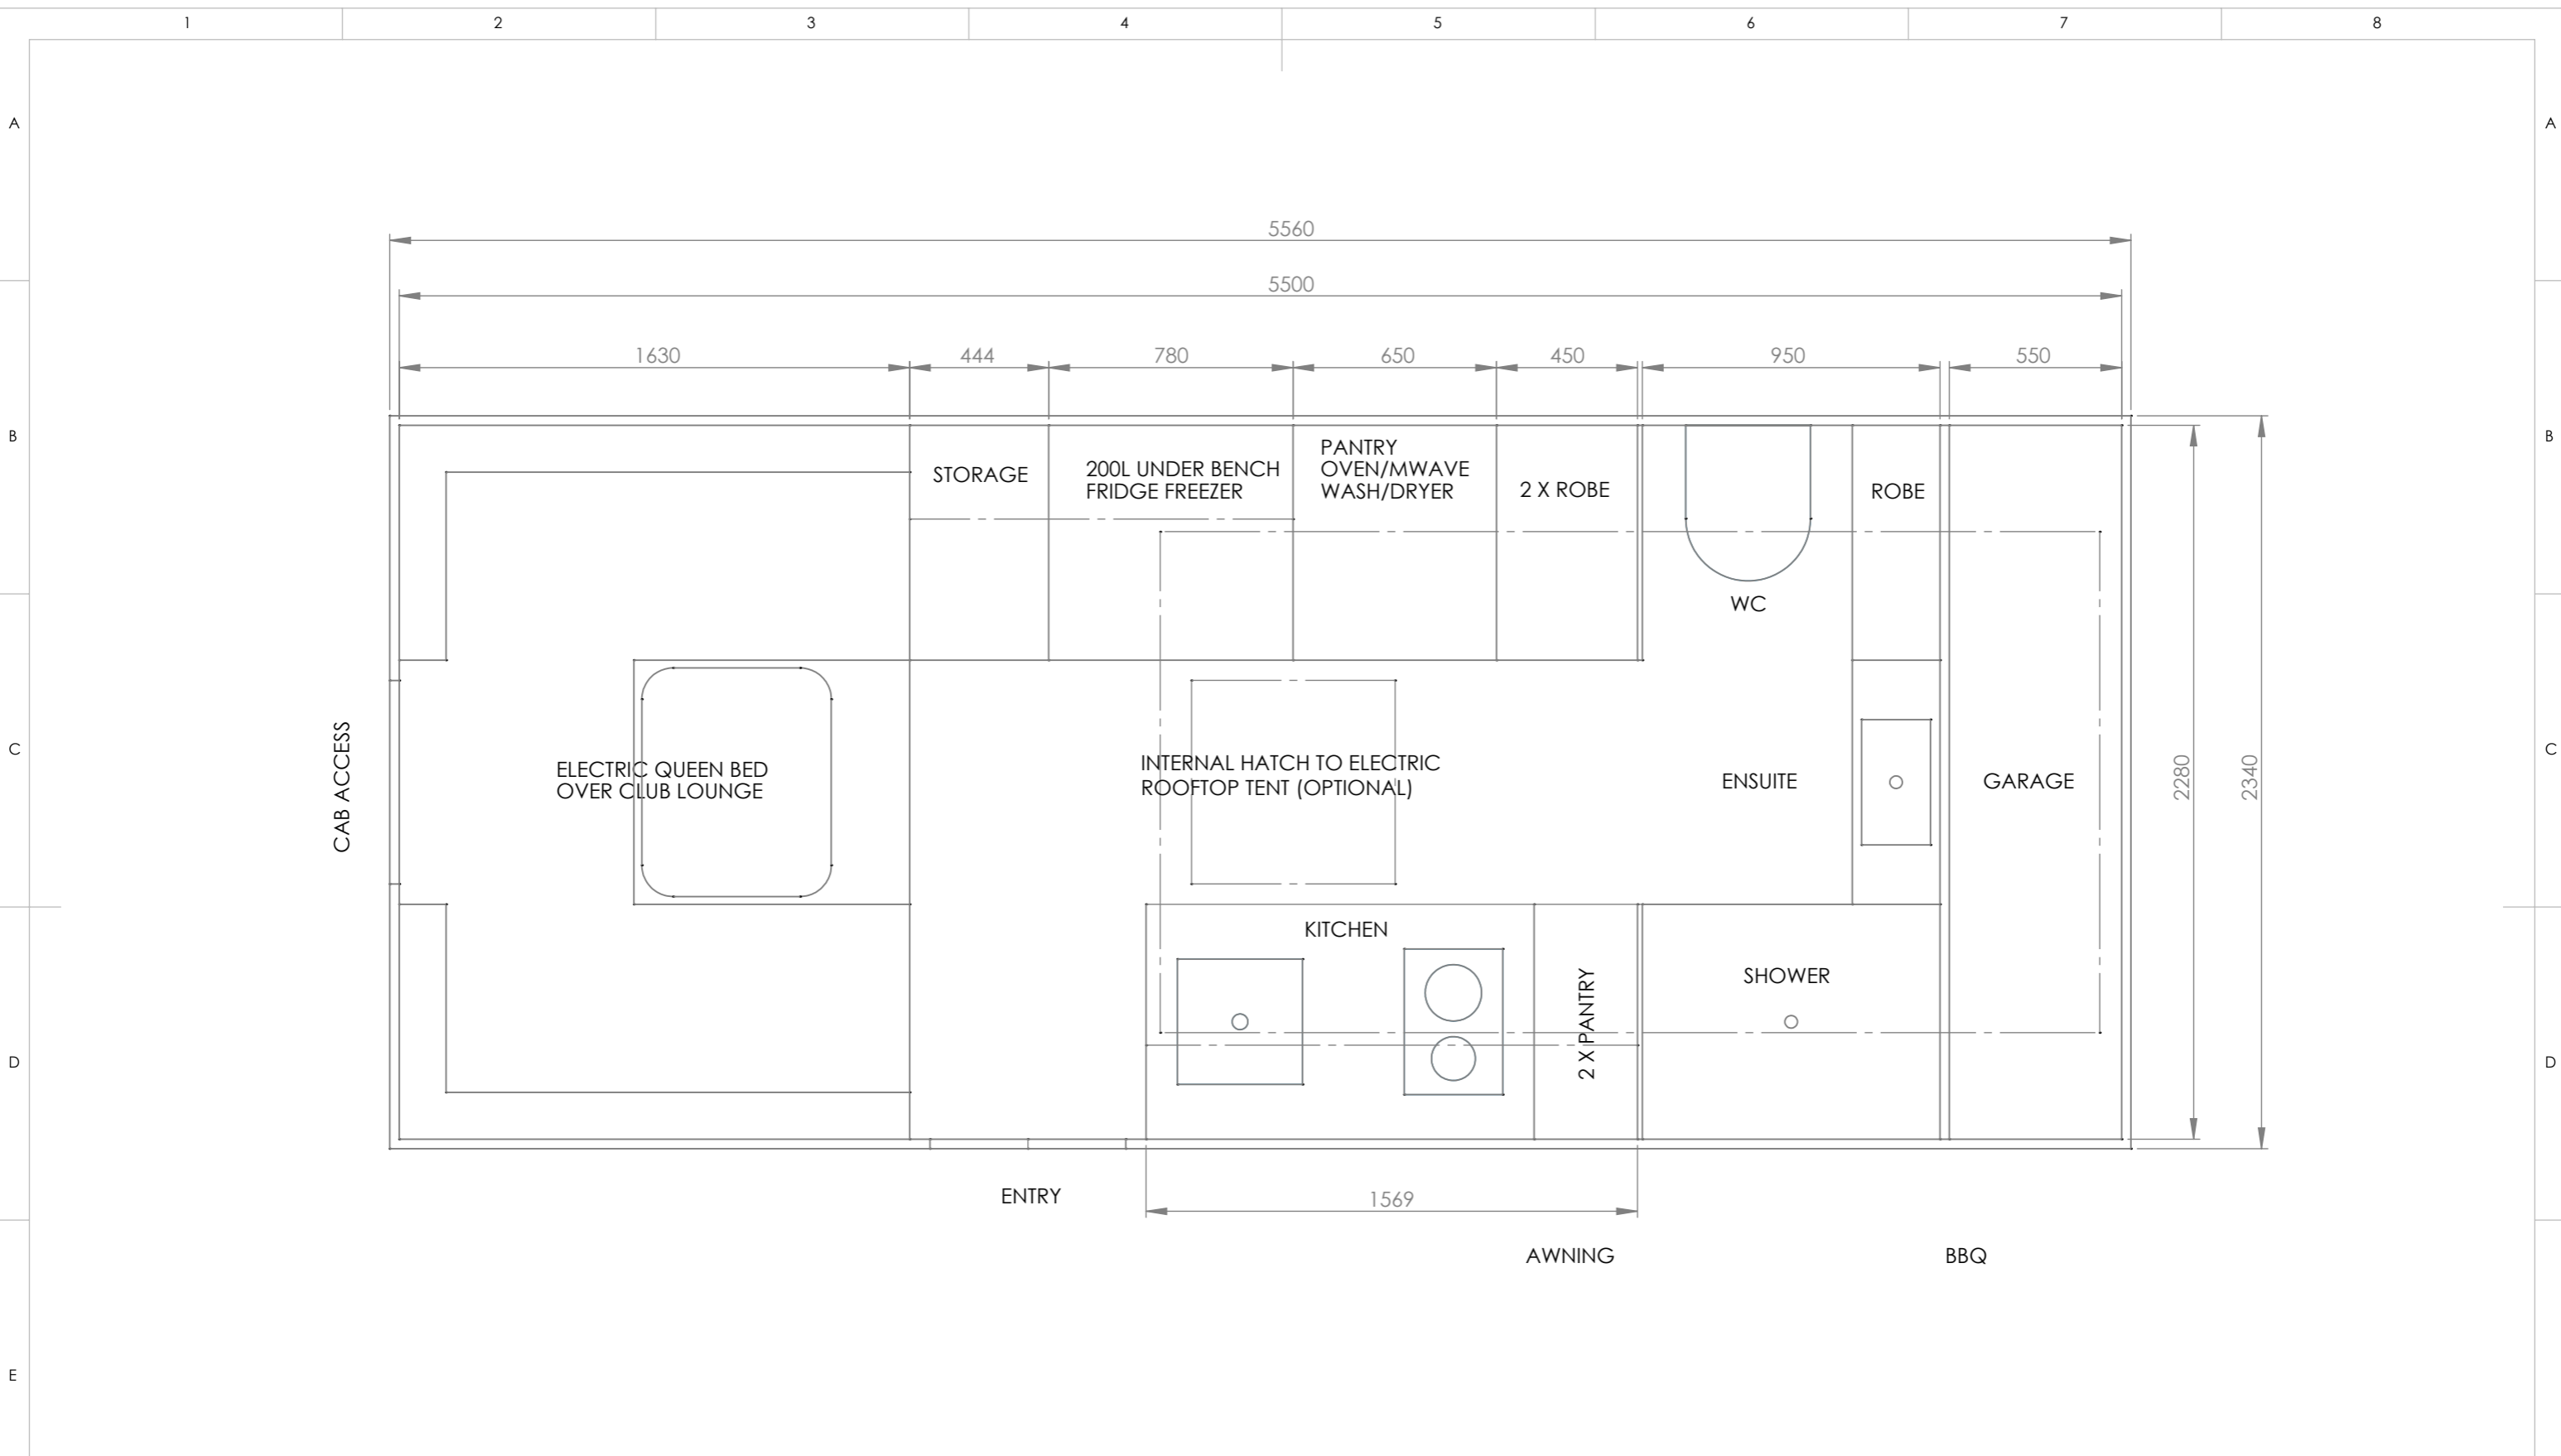 1 2 3 4 5 6 7 8
A A
5560
5500
1630 444 780 650 450 950 550
B B
STORAGE
200L UNDER BENCH
FRIDGE FREEZER
PANTRY
OVEN/MWAVE
WASH/DRYER
2 X ROBE
ROBE
WC
C C
CAB ACCESS
ELECTRIC QUEEN BED
OVER CLUB LOUNGE
INTERNAL HATCH TO ELECTRIC
ROOFTOP TENT (OPTIONAL)
ENSUITE
GARAGE
2280
2340
KITCHEN
2 X PANTRY
SHOWER
D D
ENTRY
1569
AWNING
BBQ
E